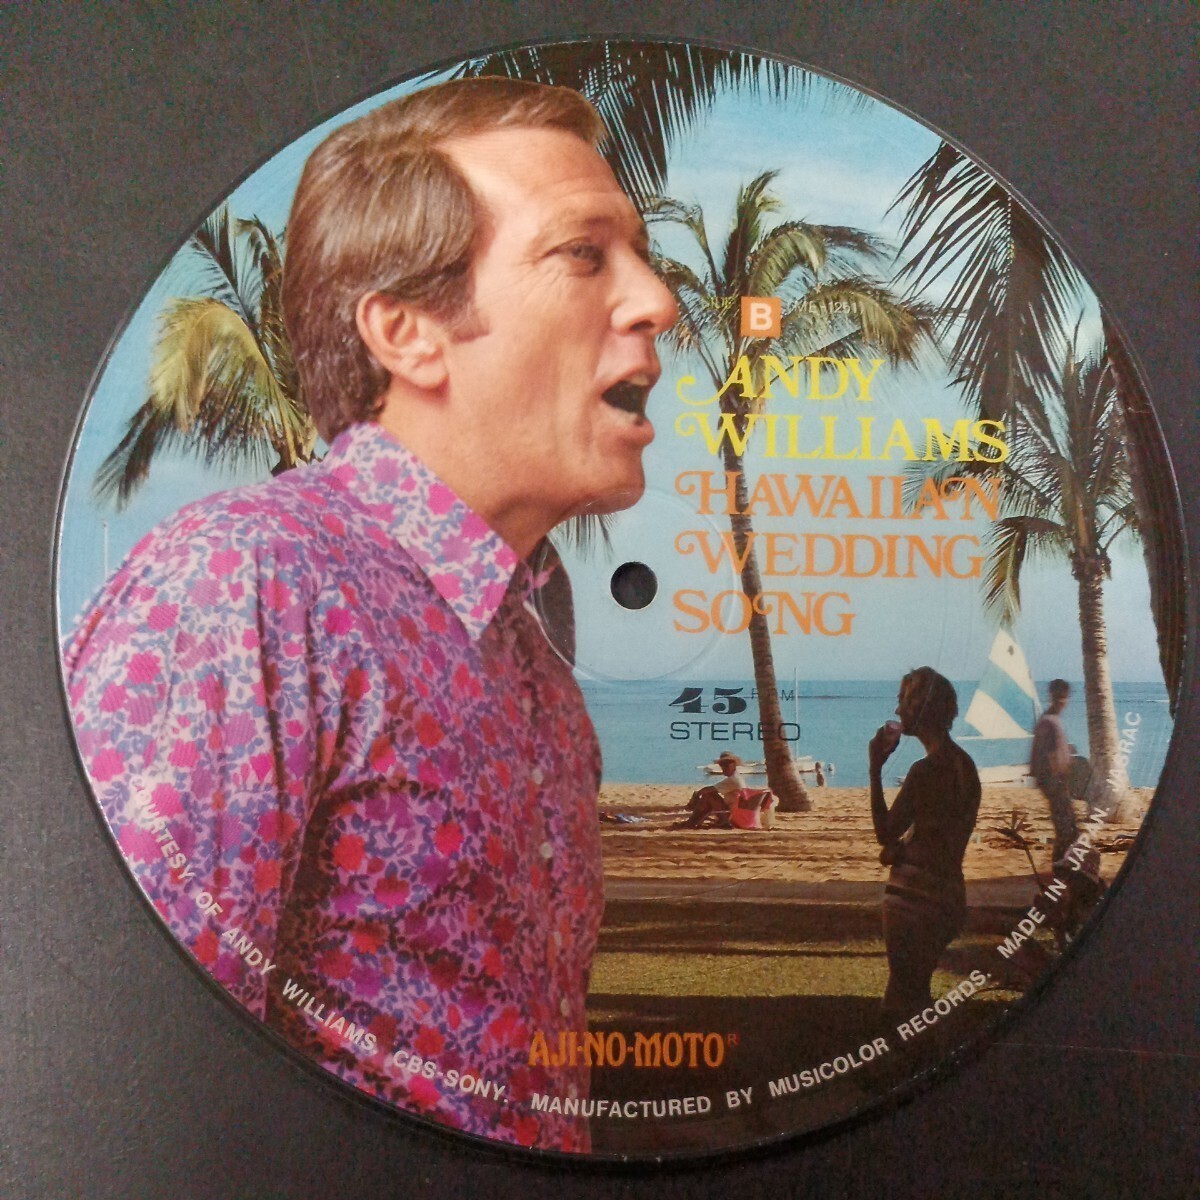 SIDE B
ANDY
WILLIAMS
HAWAIIAN
WEDDING
SONG
45 RPM
STEREO
AJI-NO-MOTO®
COURTESY OF ANDY WILLIAMS, CBS-SONY, MANUFACTURED BY MUSICOLOR RECORDS. MADE IN JAPAN. JASRAC